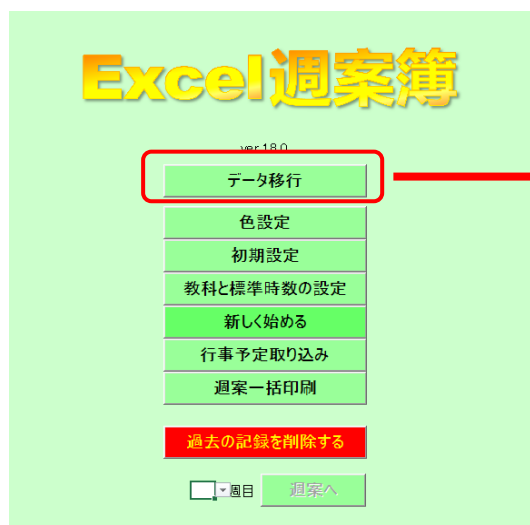 Excel週案簿
ver.18.0
データ移行
色設定
初期設定
教科と標準時数の設定
新しく始める
行事予定取り込み
週案一括印刷
過去の記録を削除する
週目 週案へ